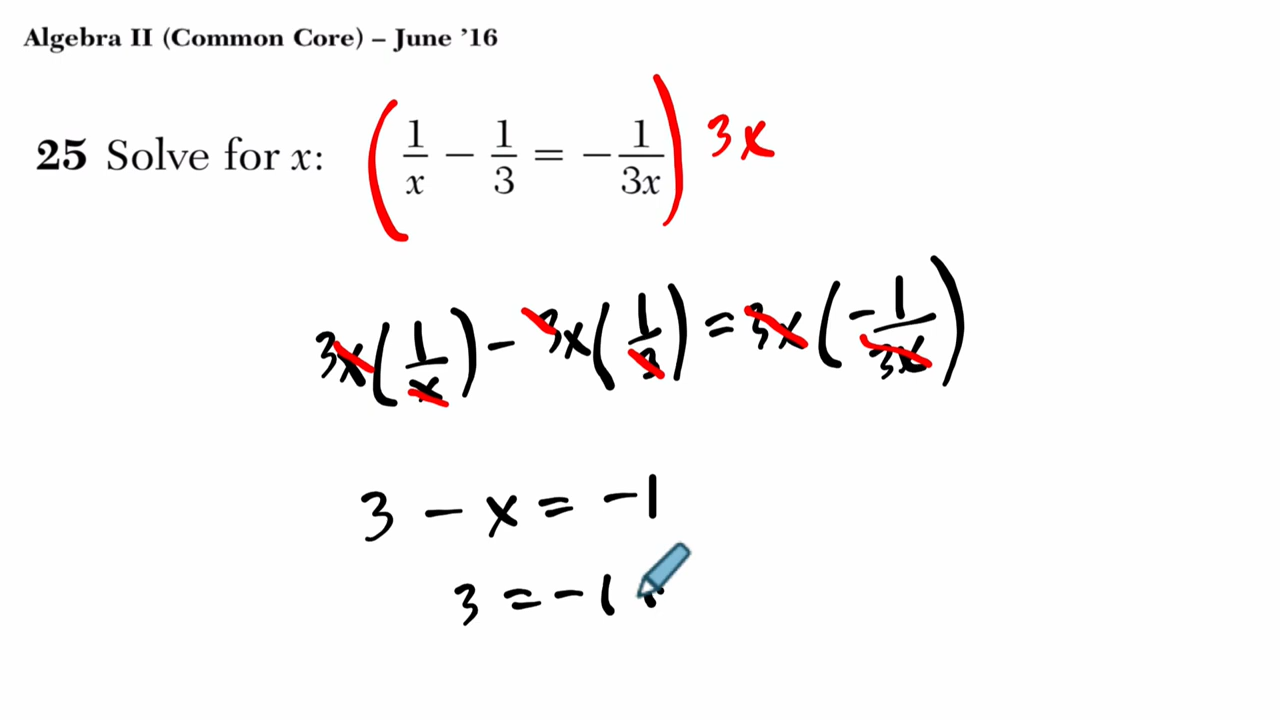 Algebra II (Common Core) – June ’16
25 Solve for x: (1/x − 1/3 = −1/3x) 3x
3x(1/x) − 3x(1/3) = 3x(−1/3x)
3 − x = −1
3 = −1